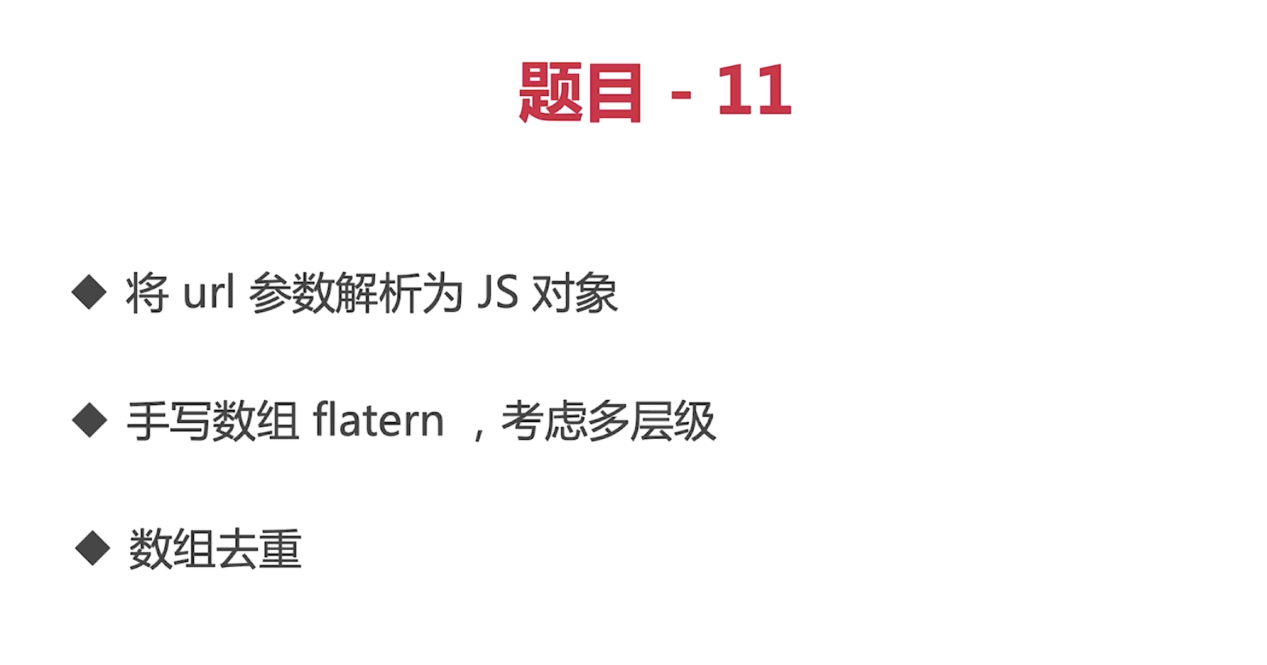 题目 - 11
◆ 将 url 参数解析为 JS 对象
◆ 手写数组 flatern ，考虑多层级
◆ 数组去重